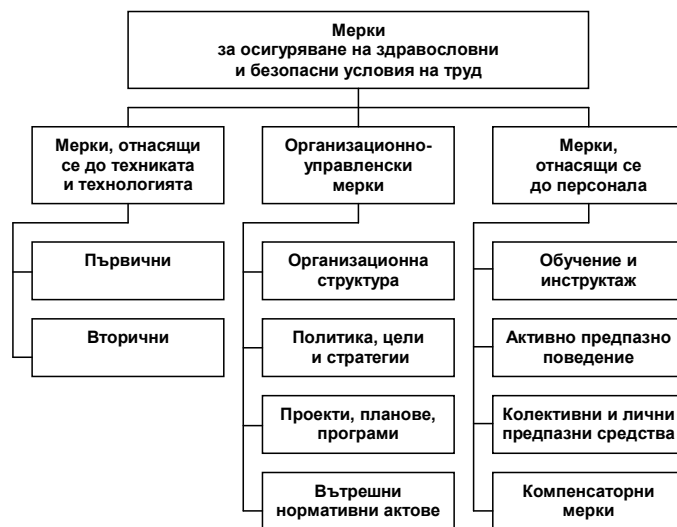 Мерки
за осигуряване на здравословни
и безопасни условия на труд
Мерки, отнасящи
се до техниката
и технологията
Организационно-
управленски
мерки
Мерки,
отнасящи се
до персонала
Първични
Вторични
Организационна
структура
Политика, цели
и стратегии
Проекти, планове,
програми
Вътрешни
нормативни актове
Обучение и
инструктаж
Активно предпазно
поведение
Колективни и лични
предпазни средства
Компенсаторни
мерки